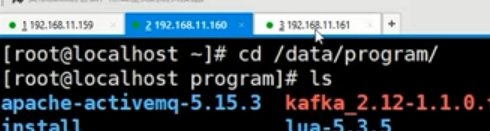 1 192.168.11.159
2 192.168.11.160
3 192.168.11.161
+
[root@localhost ~]# cd /data/program/
[root@localhost program]# ls
apache-activemq-5.15.3 kafka_2.12-1.1.0.
install lua-5.3.5